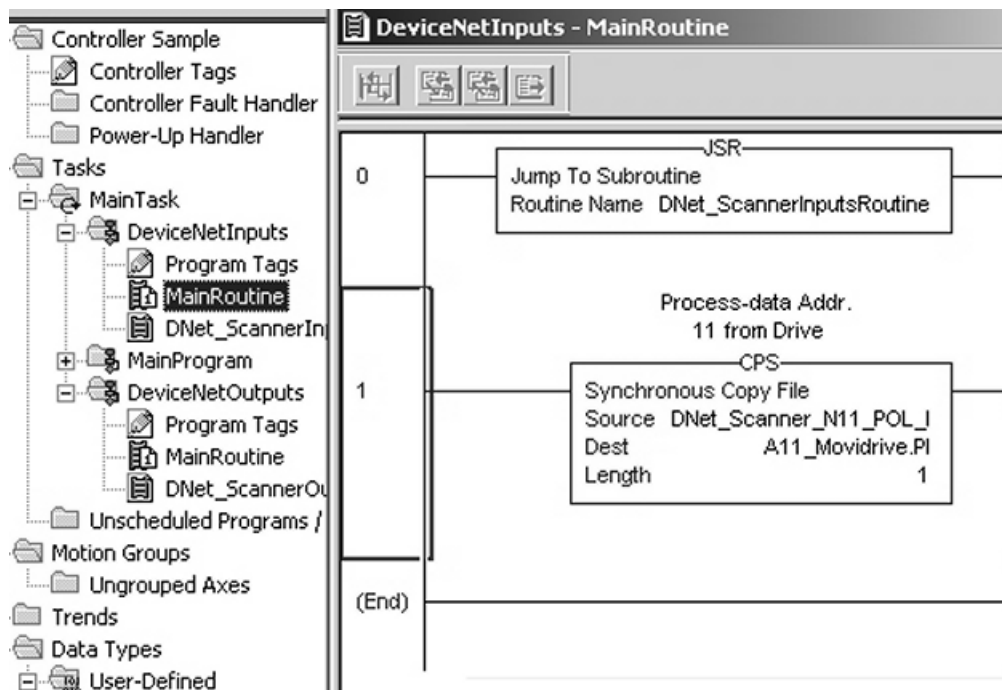 Controller Sample
Controller Tags
Controller Fault Handler
Power-Up Handler
Tasks
MainTask
DeviceNetInputs
Program Tags
MainRoutine
DNet_ScannerIn
MainProgram
DeviceNetOutputs
Program Tags
MainRoutine
DNet_ScannerOu
Unscheduled Programs /
Motion Groups
Ungrouped Axes
Trends
Data Types
User-Defined
DeviceNetInputs - MainRoutine
0
JSR
Jump To Subroutine
Routine Name DNet_ScannerInputsRoutine
Process-data Addr.
11 from Drive
1
CPS
Synchronous Copy File
Source DNet_Scanner_N11_POL_I
Dest A11_Movidrive.PI
Length 1
(End)